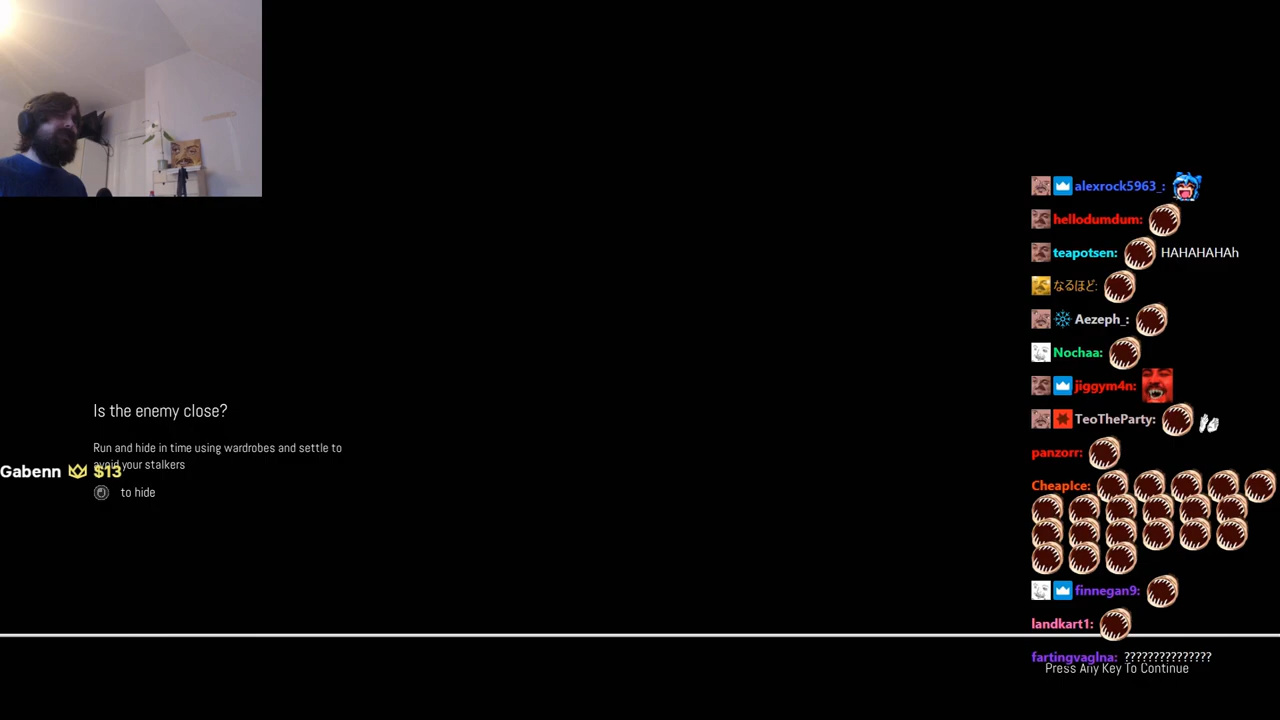 alexrock5963_:
hellodumdum:
teapotsen: HAHAHAHAh
なるほど:
Aezeph_:
Nochaa:
jiggym4n:
TeoTheParty:
panzorr:
CheapIce:
finnegan9:
landkart1:
fartingvaglna: ???????????????
Is the enemy close?
Run and hide in time using wardrobes and settle to
avoid your stalkers
Gabenn $13
to hide
Press Any Key To Continue